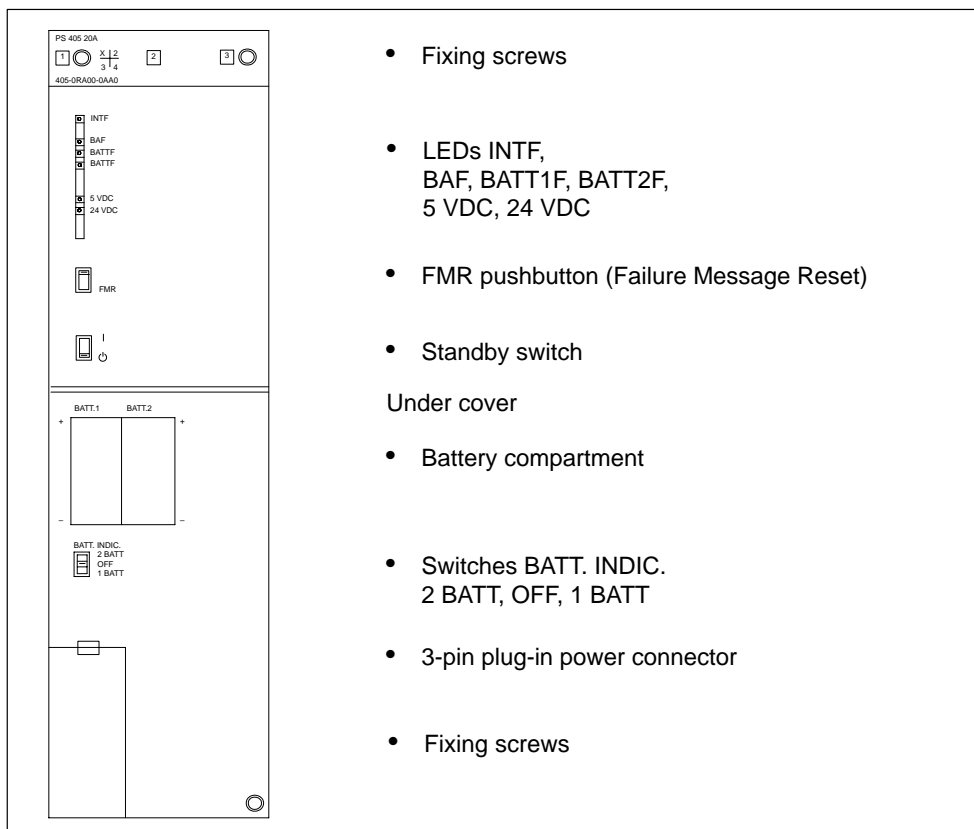 PS 405 20A
1 X 2 2 3
3 4
405-0RA00-0AA0
INTF
BAF
BATTF
BATTF
5 VDC
24 VDC
FMR
I
BATT.1 BATT.2
+ +
– –
BATT. INDIC.
2 BATT
OFF
1 BATT
• Fixing screws
• LEDs INTF,
BAF, BATT1F, BATT2F,
5 VDC, 24 VDC
• FMR pushbutton (Failure Message Reset)
• Standby switch
Under cover
• Battery compartment
• Switches BATT. INDIC.
2 BATT, OFF, 1 BATT
• 3-pin plug-in power connector
• Fixing screws